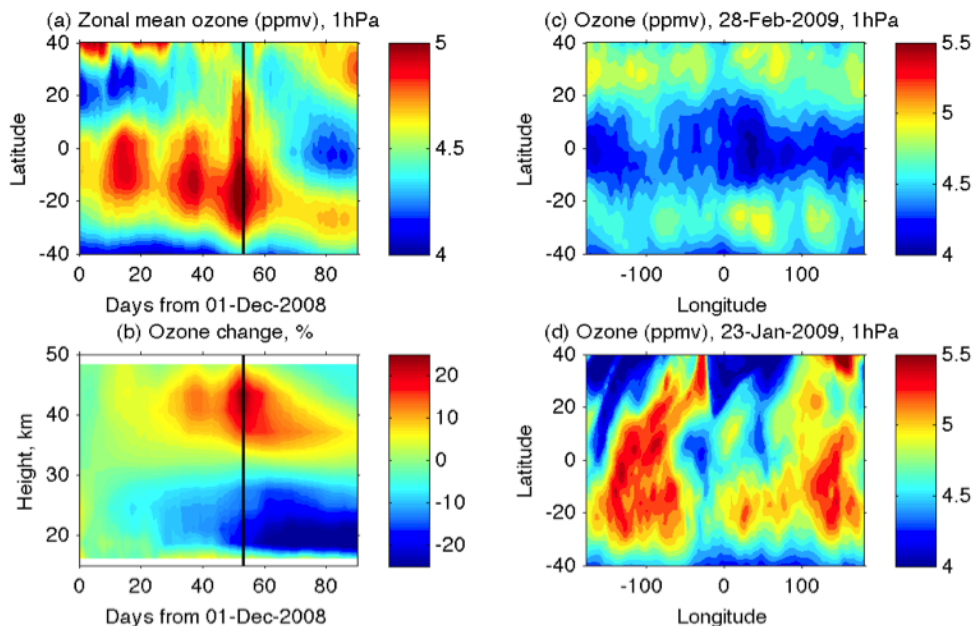 (a) Zonal mean ozone (ppmv), 1hPa
40
20
0
-20
-40
Latitude
0 20 40 60 80
Days from 01-Dec-2008
5
4.5
4
(c) Ozone (ppmv), 28-Feb-2009, 1hPa
40
20
0
-20
-40
Latitude
-100 0 100
Longitude
5.5
5
4.5
4
(b) Ozone change, %
50
40
30
20
Height, km
0 20 40 60 80
Days from 01-Dec-2008
20
10
0
-10
-20
(d) Ozone (ppmv), 23-Jan-2009, 1hPa
40
20
0
-20
-40
Latitude
-100 0 100
Longitude
5.5
5
4.5
4